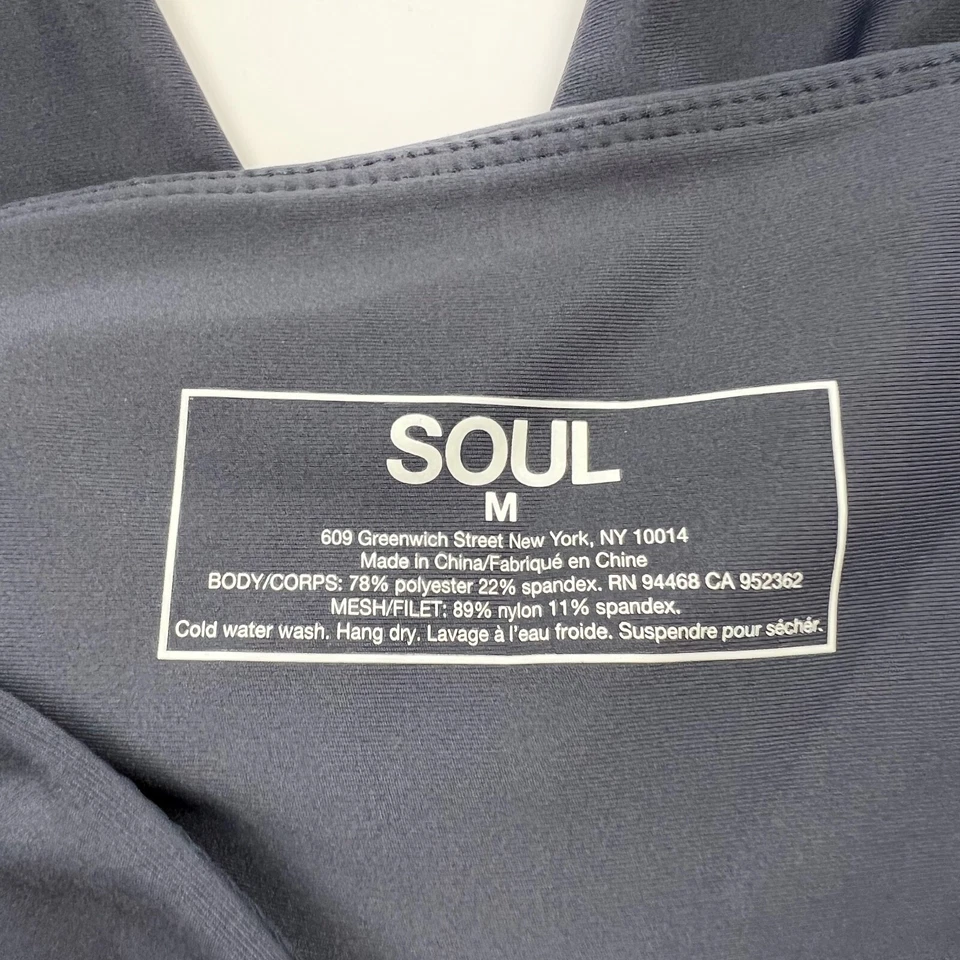 SOUL
M
609 Greenwich Street New York, NY 10014
Made in China/Fabriqué en Chine
BODY/CORPS: 78% polyester 22% spandex. RN 94468 CA 952362
MESH/FILET: 89% nylon 11% spandex.
Cold water wash. Hang dry. Lavage à l'eau froide. Suspendre pour séchér.